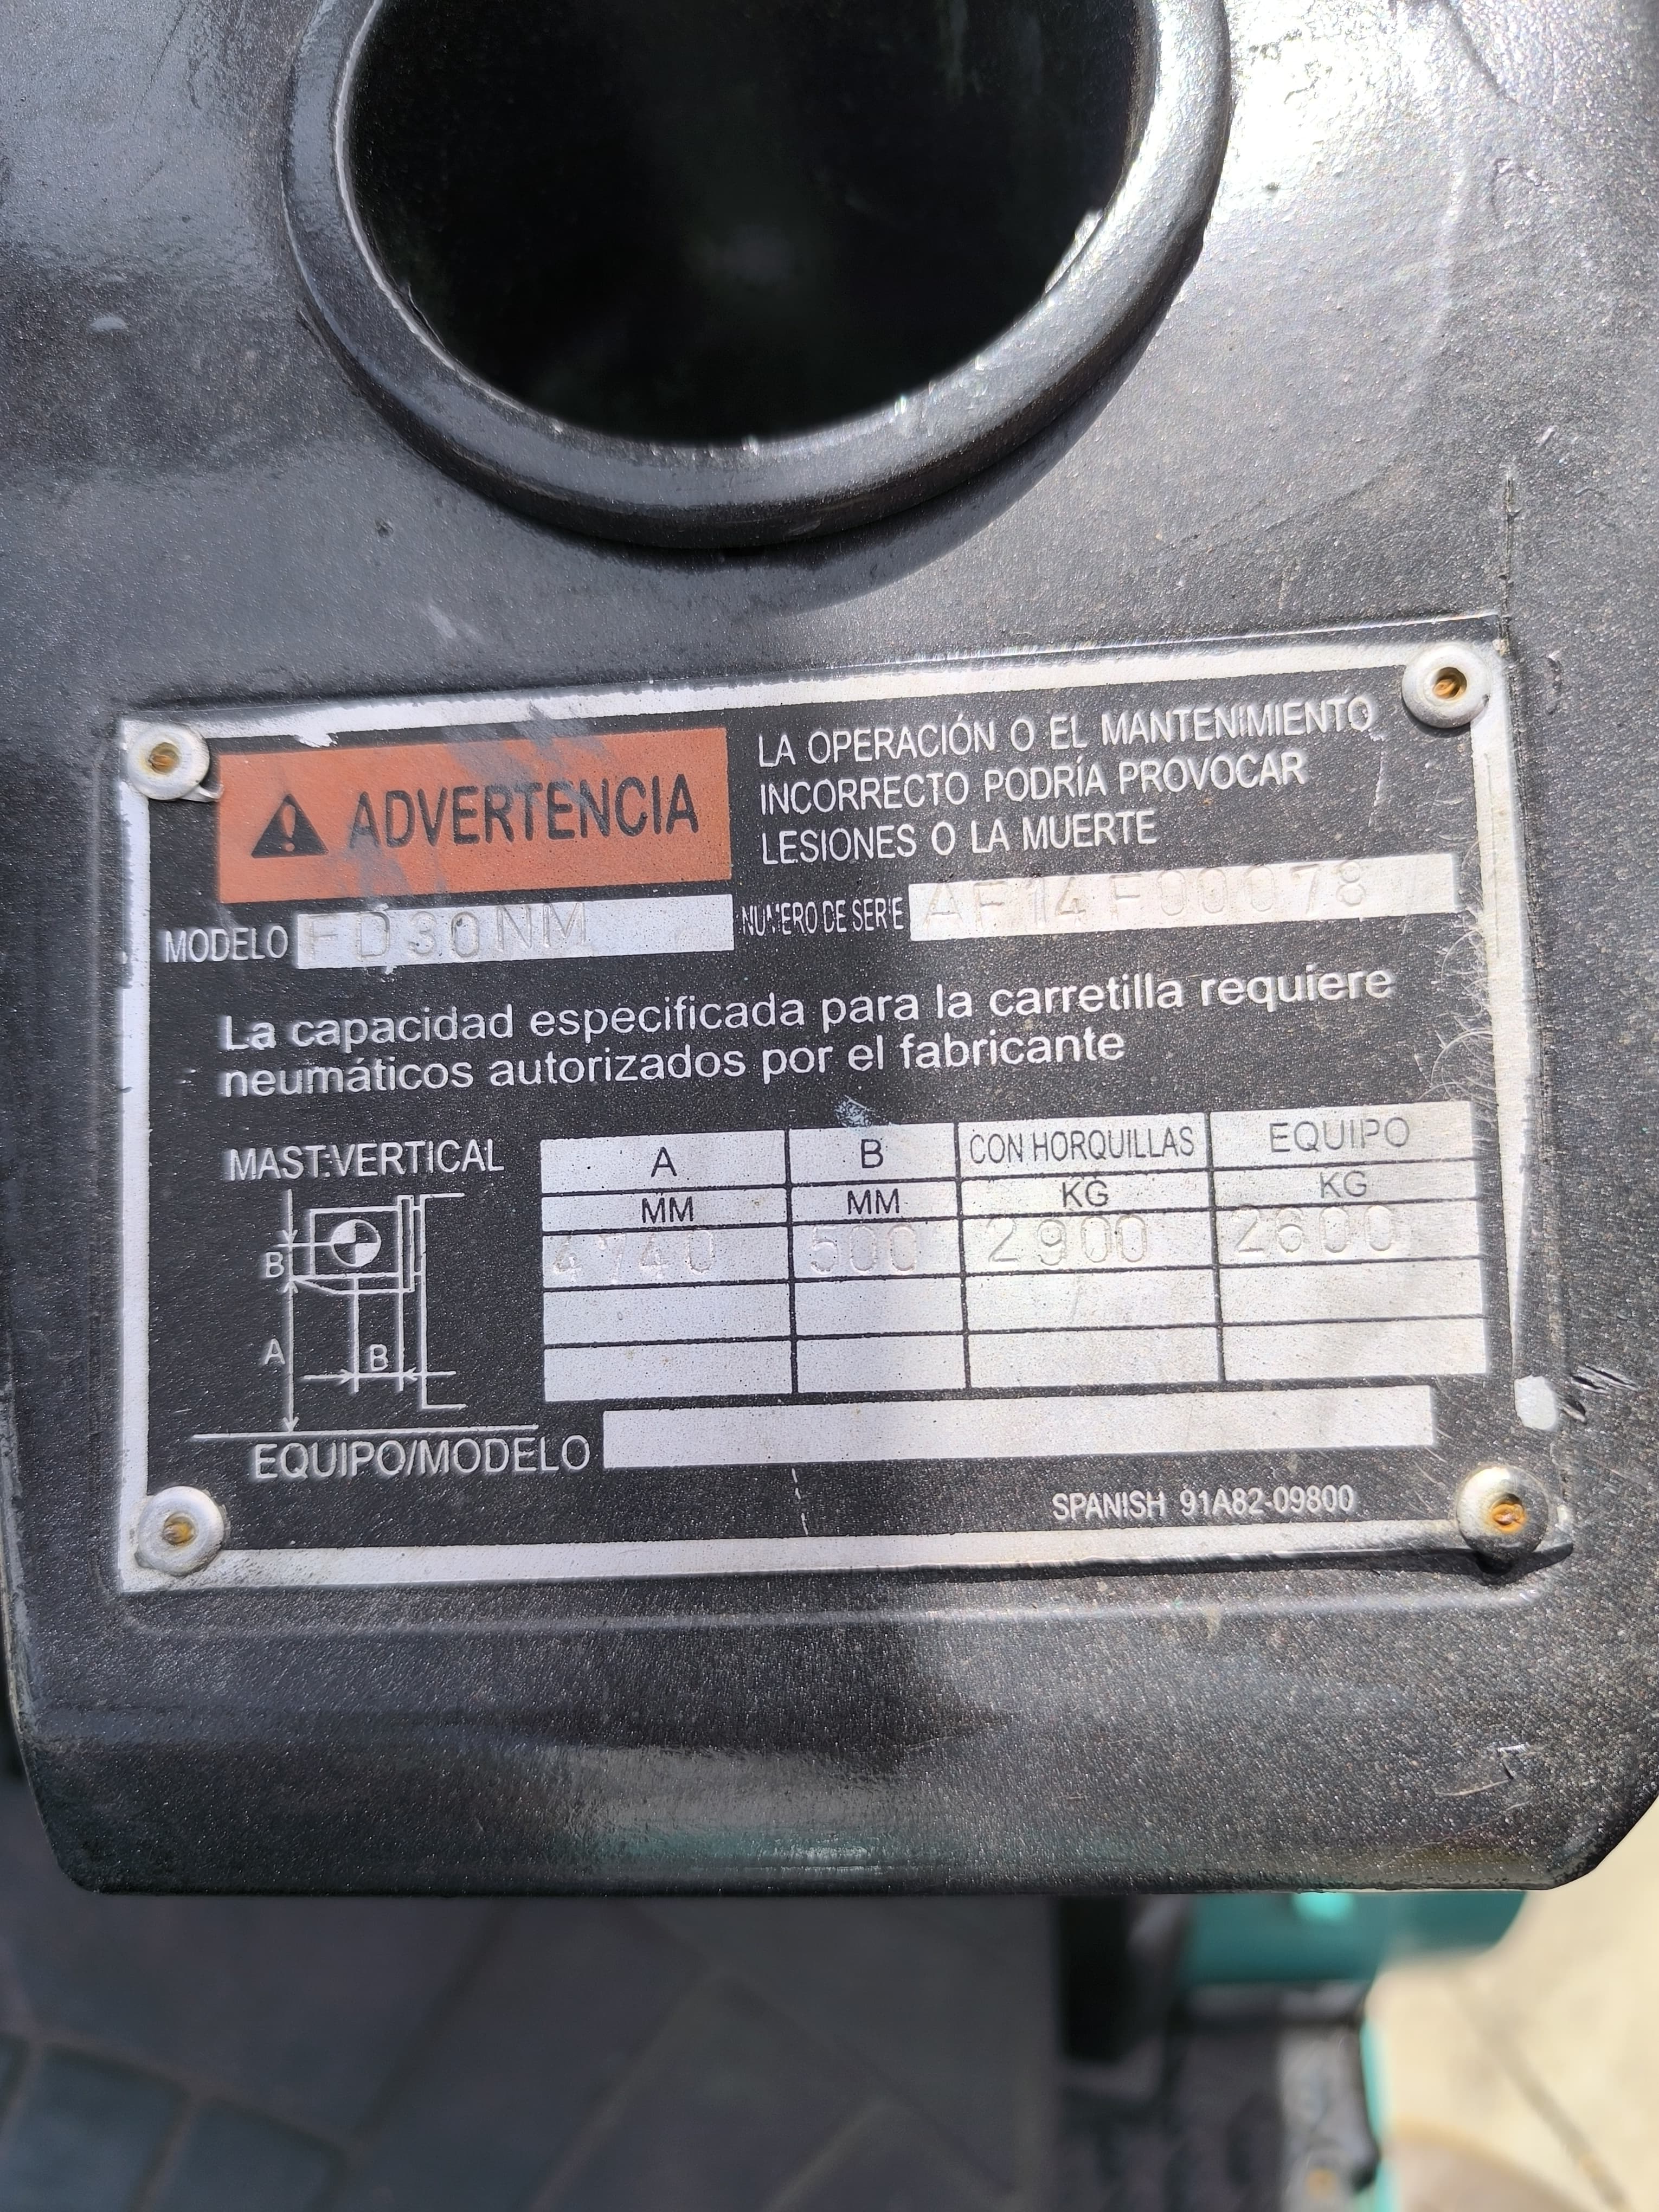 ADVERTENCIA
LA OPERACIÓN O EL MANTENIMIENTO
INCORRECTO PODRÍA PROVOCAR
LESIONES O LA MUERTE
MODELO FD30NM NUMERO DE SERIE AF14F00078
La capacidad especificada para la carretilla requiere
neumáticos autorizados por el fabricante
MAST:VERTICAL
A B CON HORQUILLAS EQUIPO
MM MM KG KG
500 2900 2600
B
A
B
EQUIPO/MODELO
SPANISH 91A82-09800